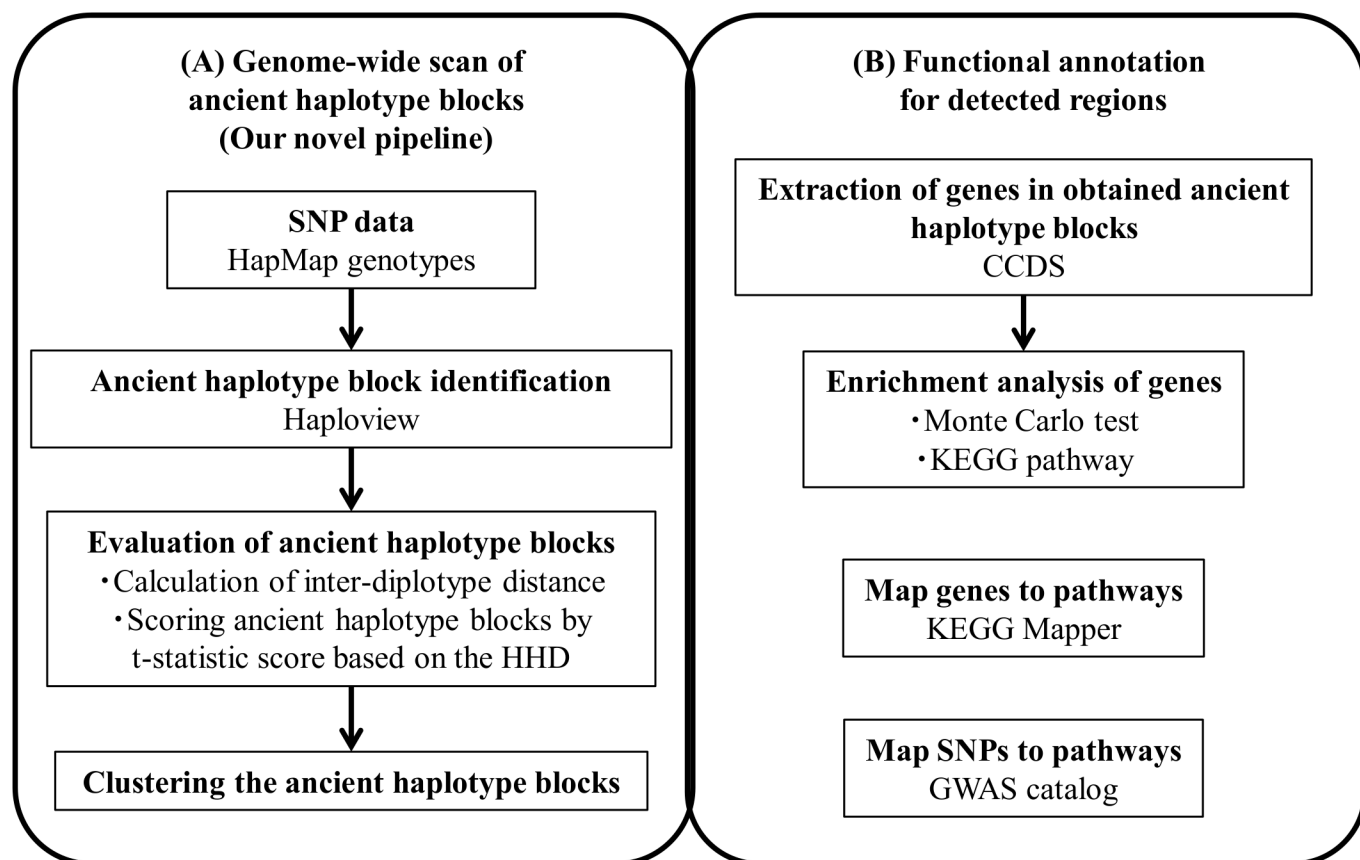 (A) Genome-wide scan of
ancient haplotype blocks
(Our novel pipeline)
SNP data
HapMap genotypes
Ancient haplotype block identification
Haploview
Evaluation of ancient haplotype blocks
・Calculation of inter-diplotype distance
・Scoring ancient haplotype blocks by
t-statistic score based on the HHD
Clustering the ancient haplotype blocks
(B) Functional annotation
for detected regions
Extraction of genes in obtained ancient
haplotype blocks
CCDS
Enrichment analysis of genes
・Monte Carlo test
・KEGG pathway
Map genes to pathways
KEGG Mapper
Map SNPs to pathways
GWAS catalog